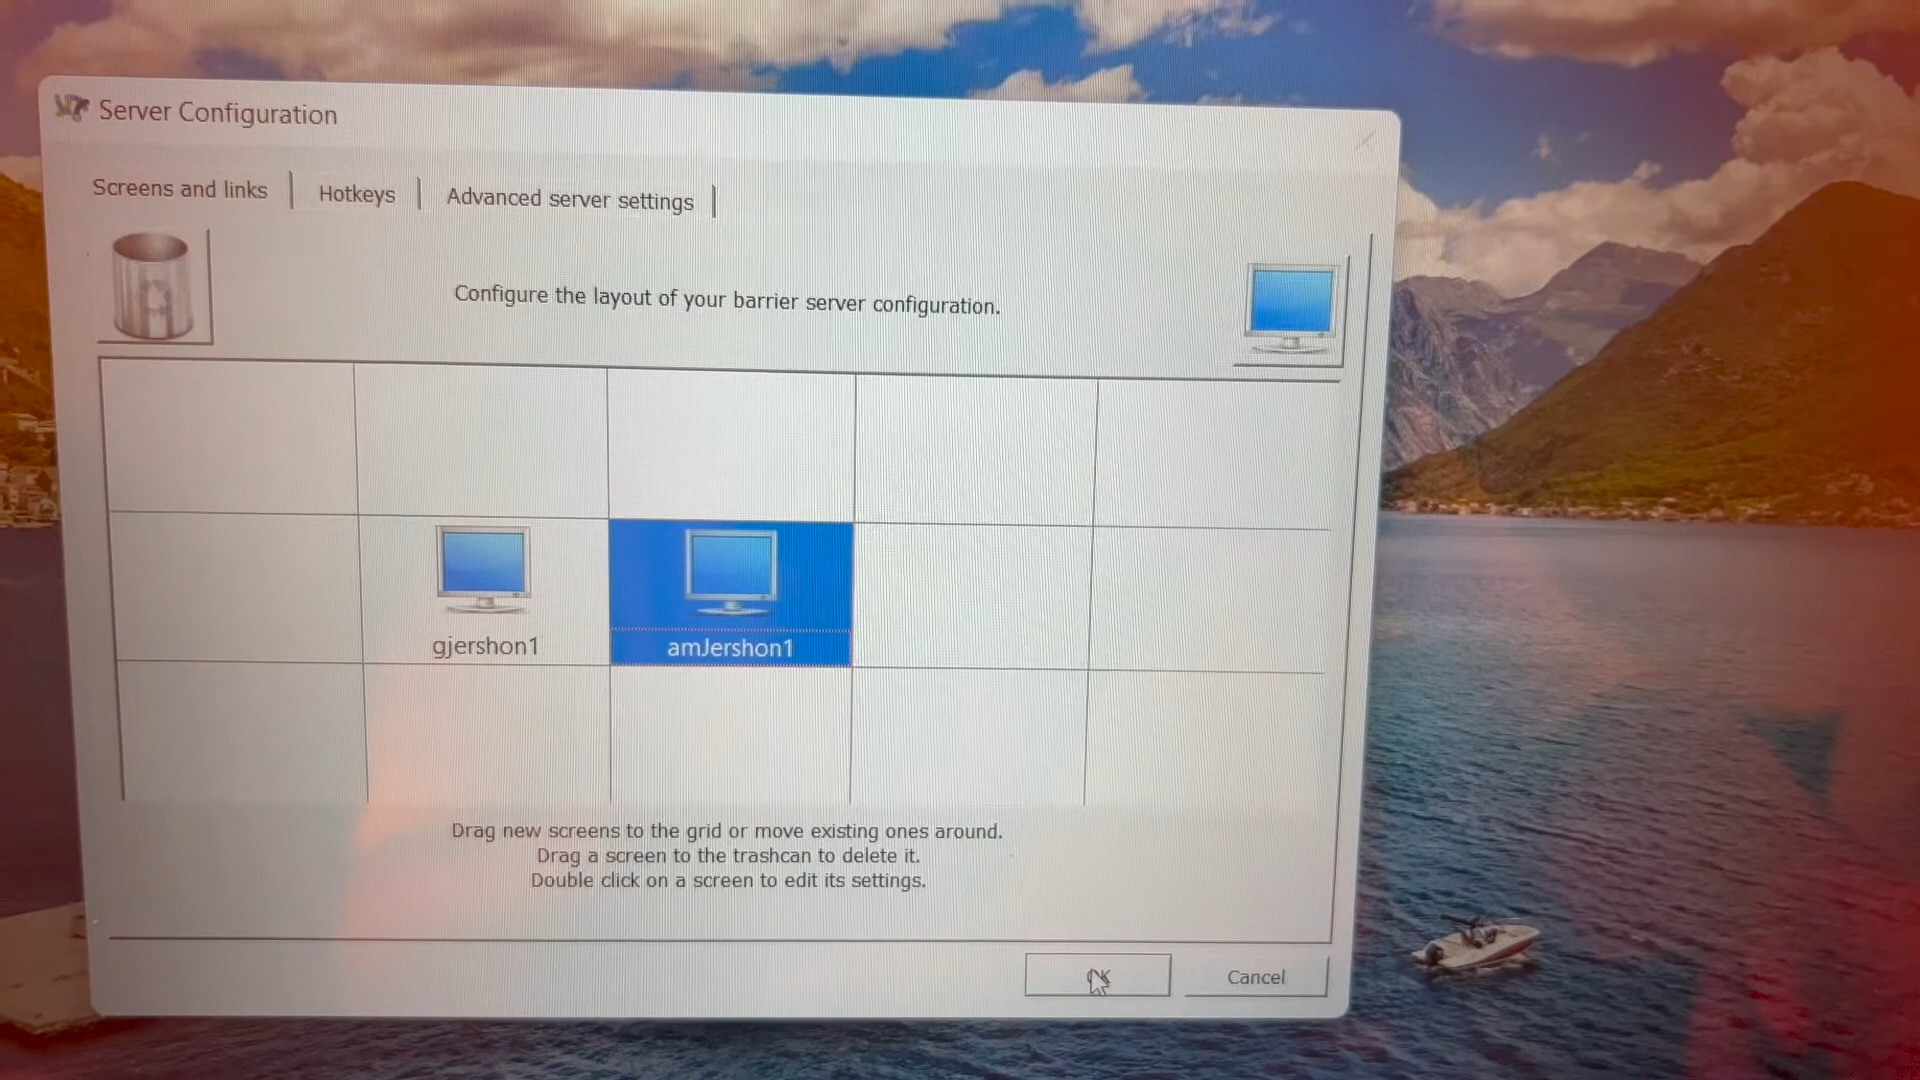 Server Configuration
Screens and links
Hotkeys
Advanced server settings
Configure the layout of your barrier server configuration.
gjershon1
amJershon1
Drag new screens to the grid or move existing ones around.
Drag a screen to the trashcan to delete it.
Double click on a screen to edit its settings.
OK
Cancel